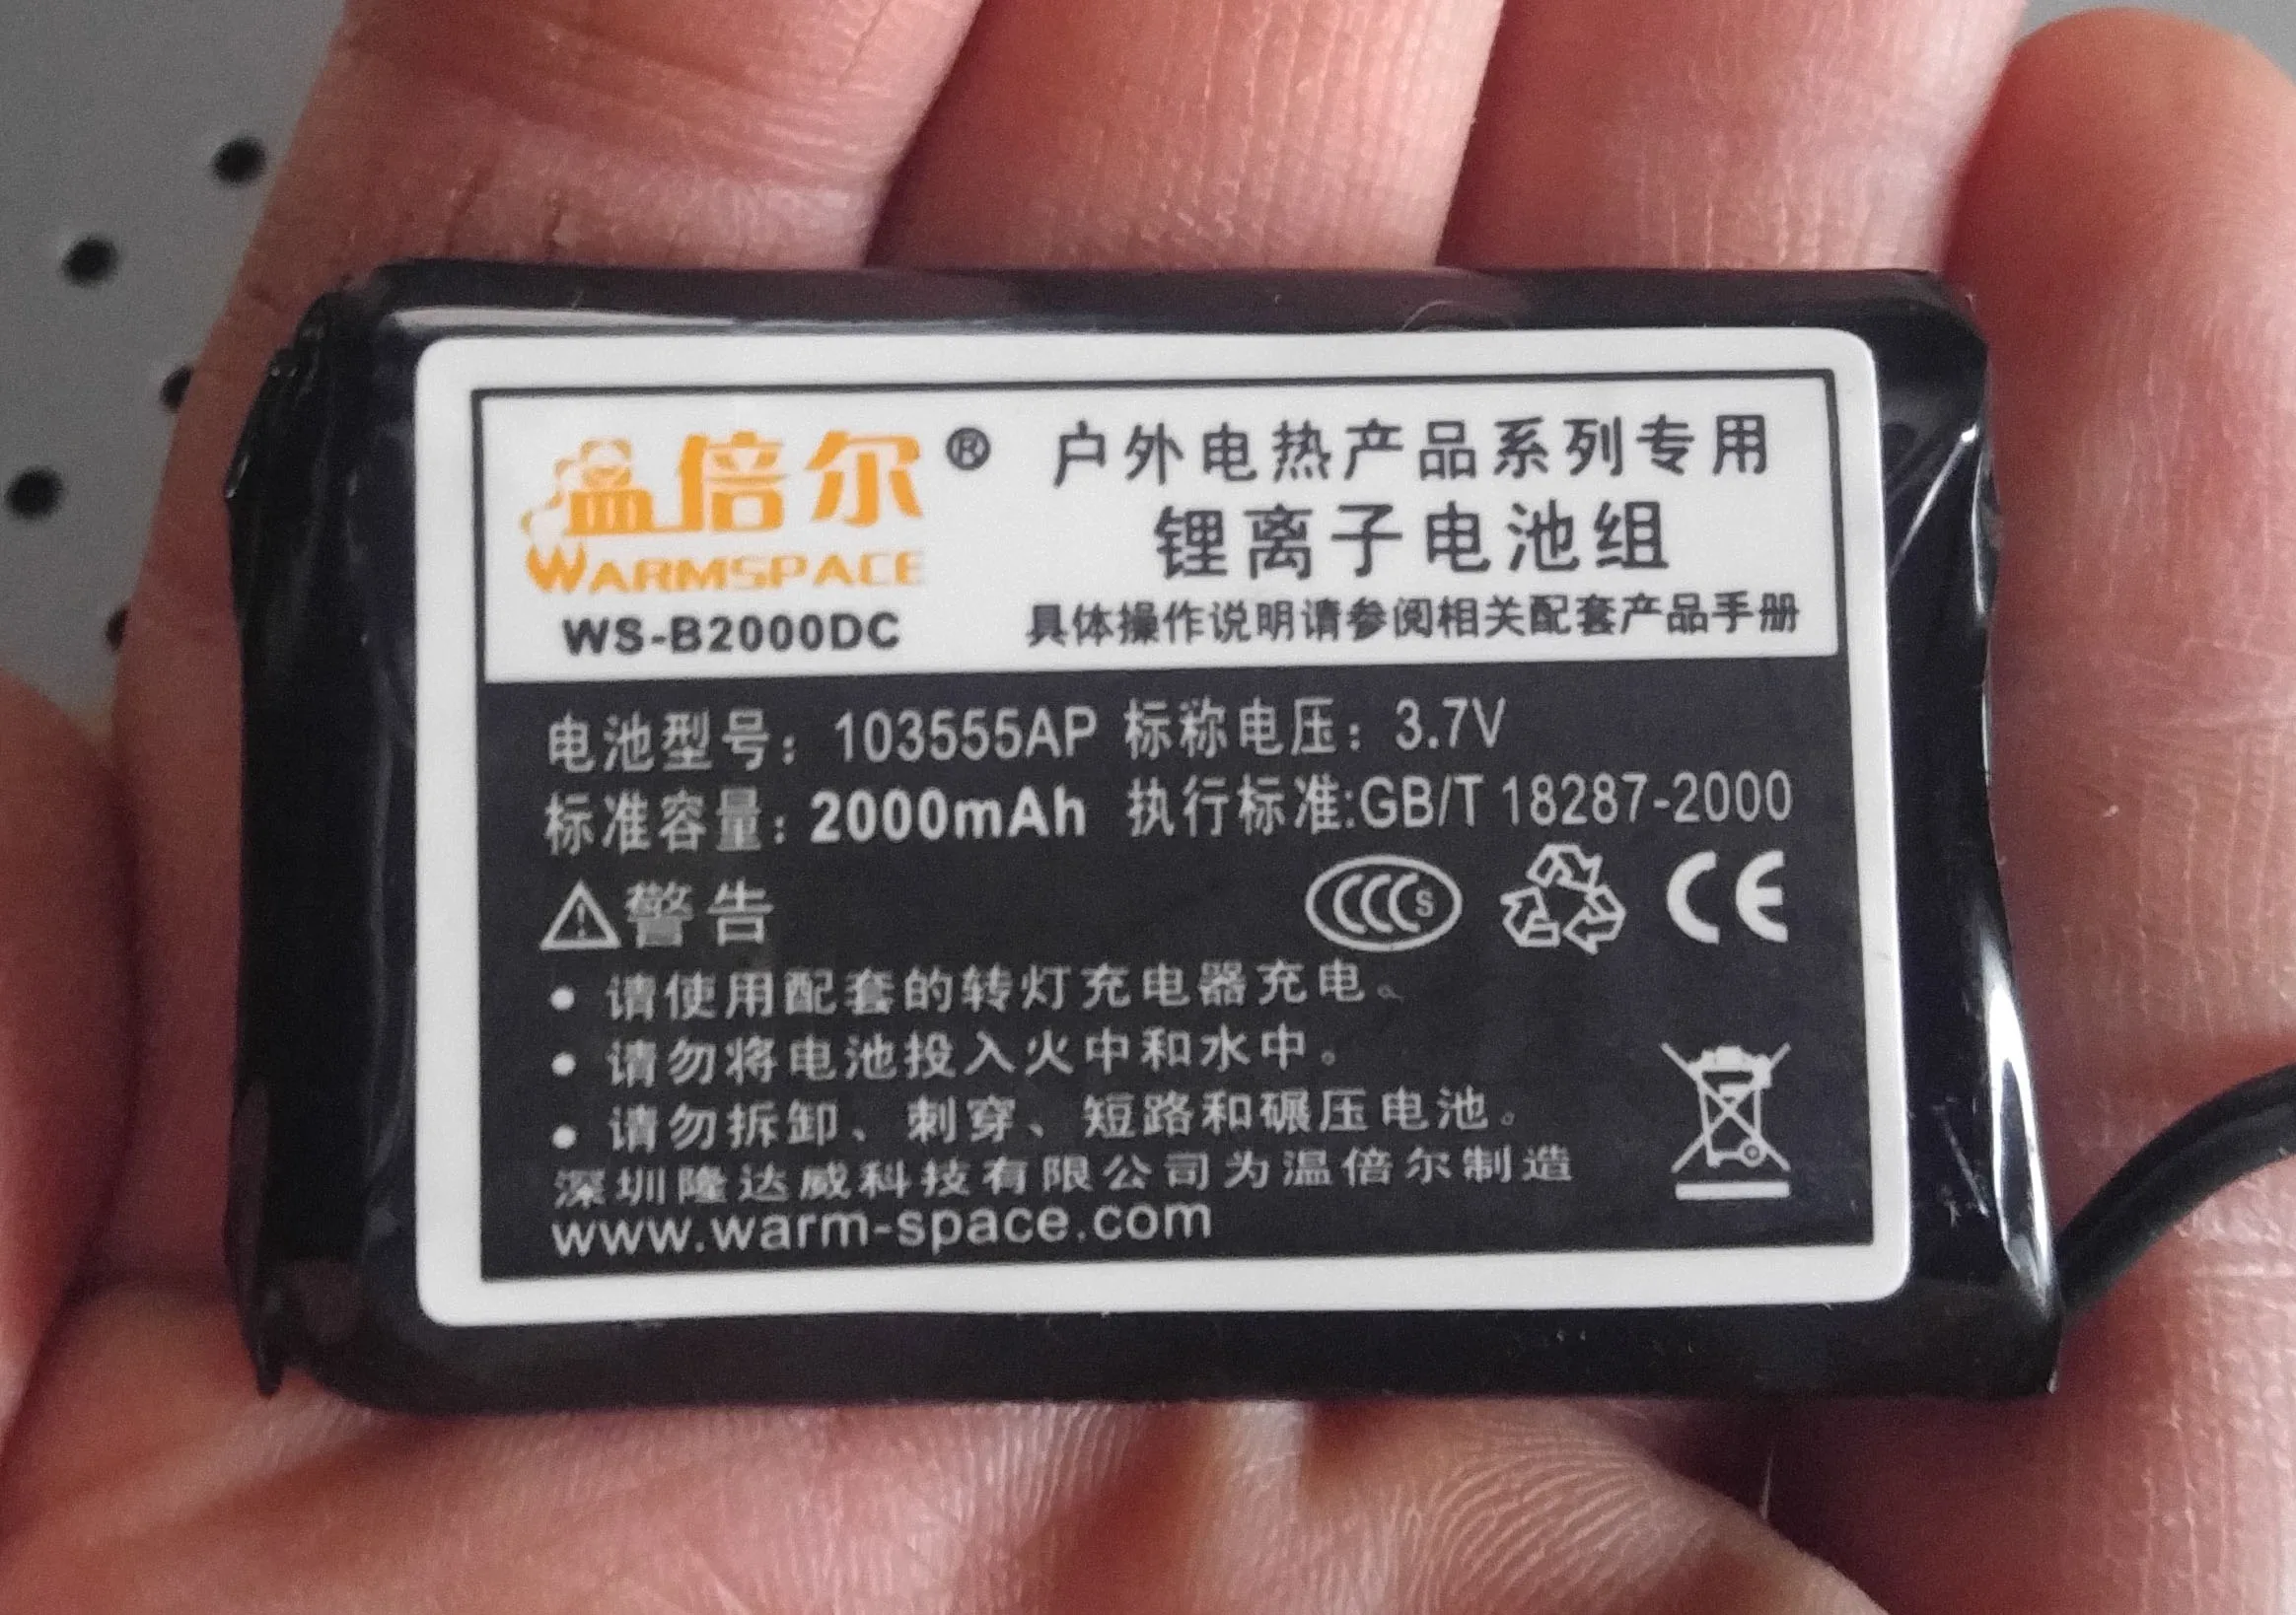 温倍尔®
WARMSPACE
WS-B2000DC
户外电热产品系列专用
锂离子电池组
具体操作说明请参阅相关配套产品手册
电池型号：103555AP 标称电压：3.7V
标准容量：2000mAh 执行标准:GB/T 18287-2000
警告
CCC S
CE
• 请使用配套的转灯充电器充电。
• 请勿将电池投入火中和水中。
• 请勿拆卸、刺穿、短路和碾压电池。
深圳隆达威科技有限公司为温倍尔制造
www.warm-space.com